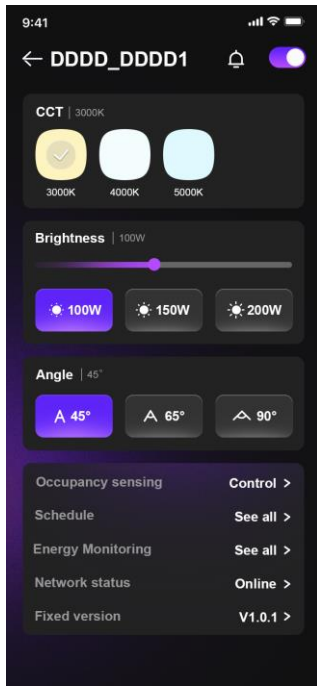 9:41
DDDD_DDDD1
CCT | 3000K
3000K 4000K 5000K
Brightness | 100W
100W 150W 200W
Angle | 45°
45° 65° 90°
Occupancy sensing Control >
Schedule See all >
Energy Monitoring See all >
Network status Online >
Fixed version V1.0.1 >